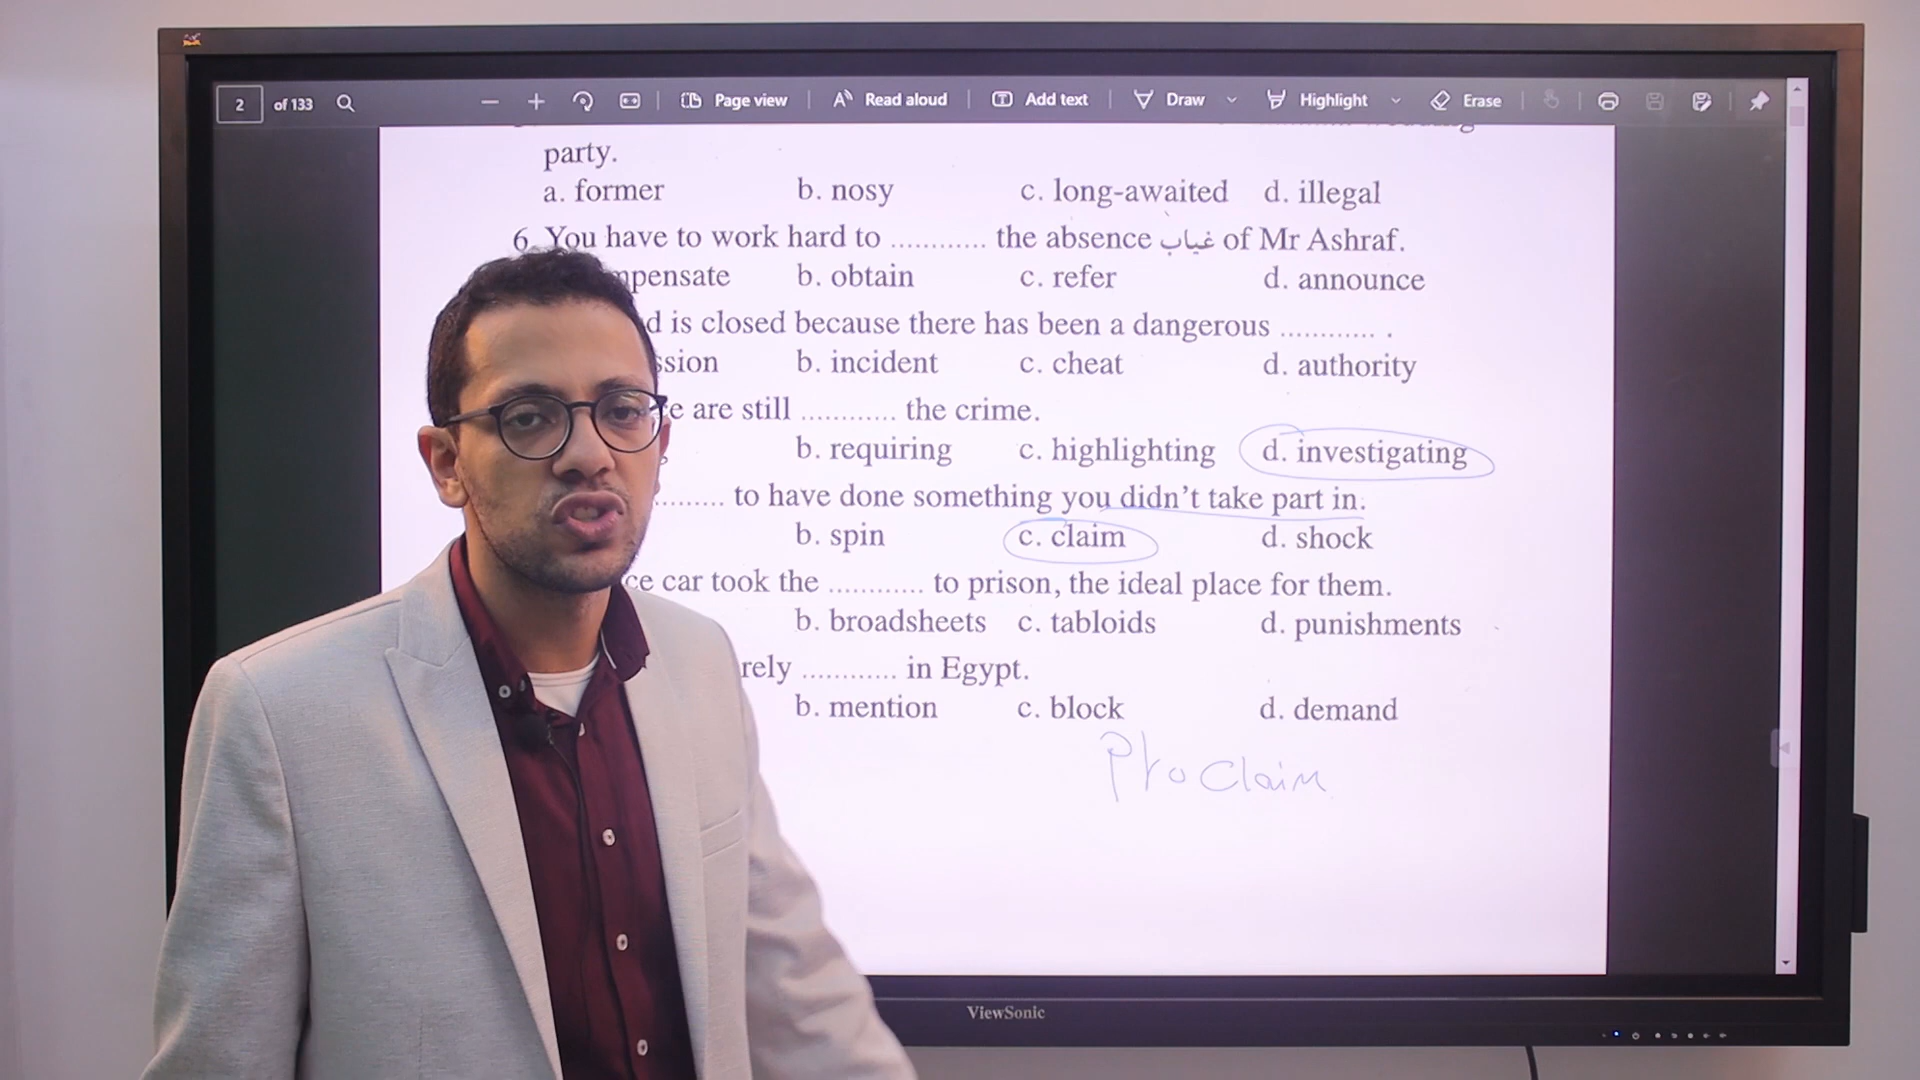 2 of 133 Page view Read aloud Add text Draw Highlight Erase
party.
a. former b. nosy c. long-awaited d. illegal
6. You have to work hard to ............ the absence غياب of Mr Ashraf.
mpensate b. obtain c. refer d. announce
d is closed because there has been a dangerous ............ .
ssion b. incident c. cheat d. authority
e are still ............ the crime.
b. requiring c. highlighting d. investigating
......... to have done something you didn't take part in.
b. spin c. claim d. shock
ce car took the ............ to prison, the ideal place for them.
b. broadsheets c. tabloids d. punishments
rely ............ in Egypt.
b. mention c. block d. demand
Proclaim
ViewSonic